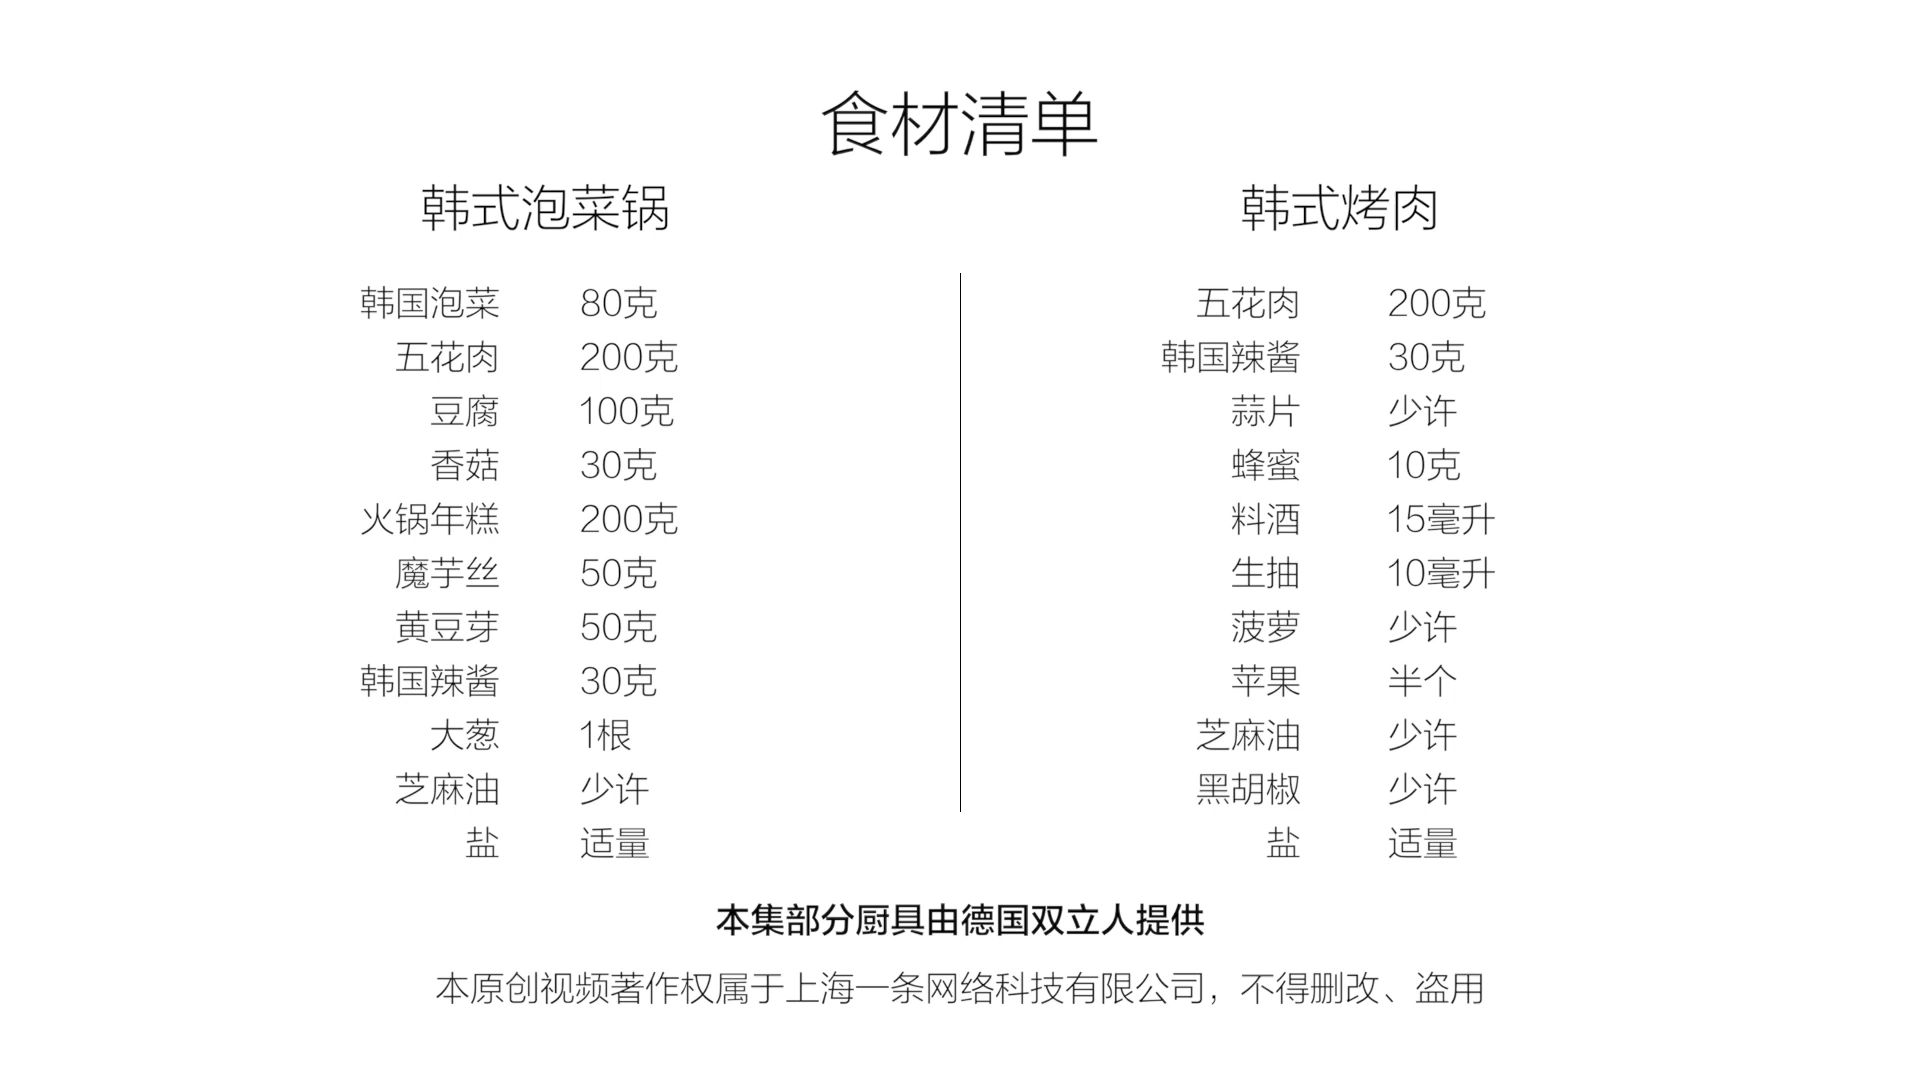 食材清单
韩式泡菜锅
韩国泡菜 80克
五花肉 200克
豆腐 100克
香菇 30克
火锅年糕 200克
魔芋丝 50克
黄豆芽 50克
韩国辣酱 30克
大葱 1根
芝麻油 少许
盐 适量
韩式烤肉
五花肉 200克
韩国辣酱 30克
蒜片 少许
蜂蜜 10克
料酒 15毫升
生抽 10毫升
菠萝 少许
苹果 半个
芝麻油 少许
黑胡椒 少许
盐 适量
本集部分厨具由德国双立人提供
本原创视频著作权属于上海一条网络科技有限公司，不得删改、盗用